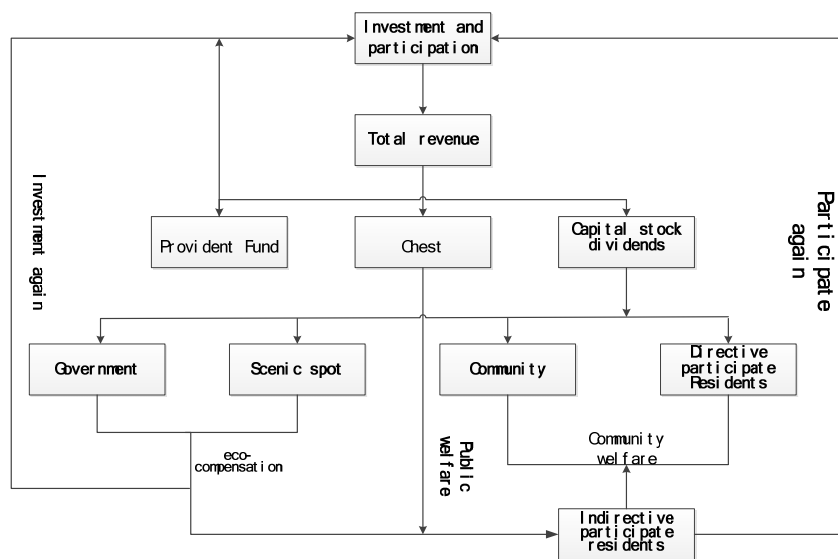 Investment and
participation
Total revenue
Provident Fund
Chest
Capital stock
dividends
Investment again
Participate
again
Government
Scenic spot
Community
Directive
participate
Residents
eco-
compensation
Public
welfare
Community
welfare
Indirective
participate
residents